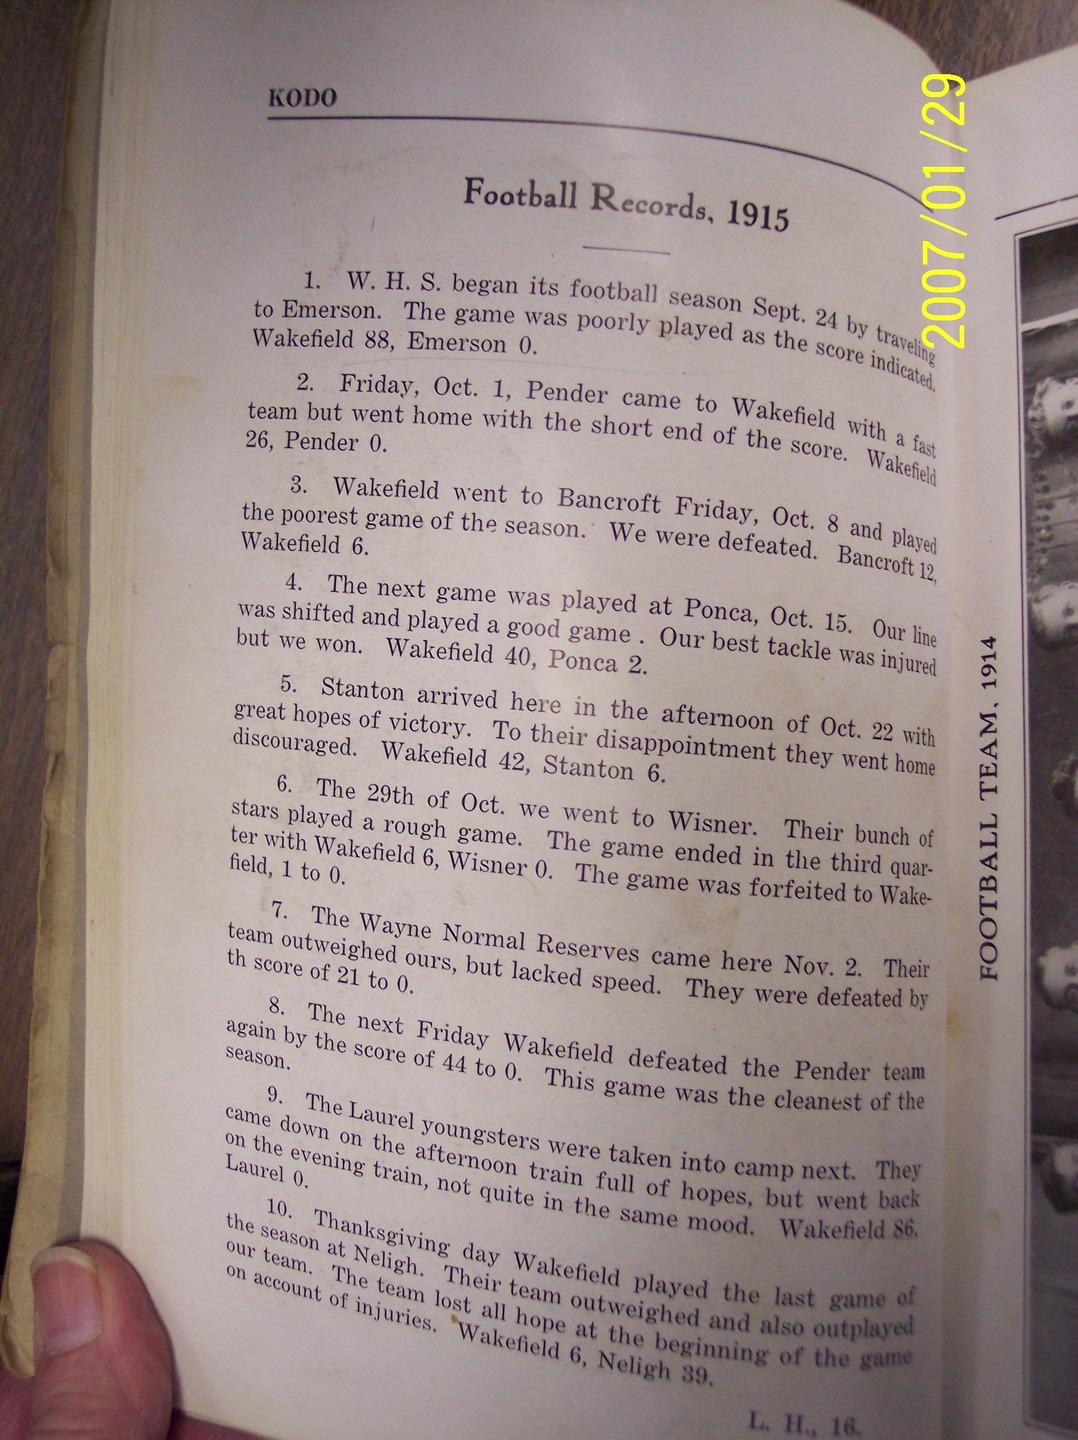 KODO
Football Records, 1915
1. W. H. S. began its football season Sept. 24 by traveling
to Emerson. The game was poorly played as the score indicated.
Wakefield 88, Emerson 0.
2. Friday, Oct. 1, Pender came to Wakefield with a fast
team but went home with the short end of the score. Wakefield
26, Pender 0.
3. Wakefield went to Bancroft Friday, Oct. 8 and played
the poorest game of the season. We were defeated. Bancroft 12,
Wakefield 6.
4. The next game was played at Ponca, Oct. 15. Our line
was shifted and played a good game . Our best tackle was injured
but we won. Wakefield 40, Ponca 2.
5. Stanton arrived here in the afternoon of Oct. 22 with
great hopes of victory. To their disappointment they went home
discouraged. Wakefield 42, Stanton 6.
6. The 29th of Oct. we went to Wisner. Their bunch of
stars played a rough game. The game ended in the third quar-
ter with Wakefield 6, Wisner 0. The game was forfeited to Wake-
field, 1 to 0.
7. The Wayne Normal Reserves came here Nov. 2. Their
team outweighed ours, but lacked speed. They were defeated by
th score of 21 to 0.
8. The next Friday Wakefield defeated the Pender team
again by the score of 44 to 0. This game was the cleanest of the
season.
9. The Laurel youngsters were taken into camp next. They
came down on the afternoon train full of hopes, but went back
on the evening train, not quite in the same mood. Wakefield 86,
Laurel 0.
10. Thanksgiving day Wakefield played the last game of
the season at Neligh. Their team outweighed and also outplayed
our team. The team lost all hope at the beginning of the game
on account of injuries. Wakefield 6, Neligh 39.
L. H., 16.
FOOTBALL TEAM, 1914
2007/01/29